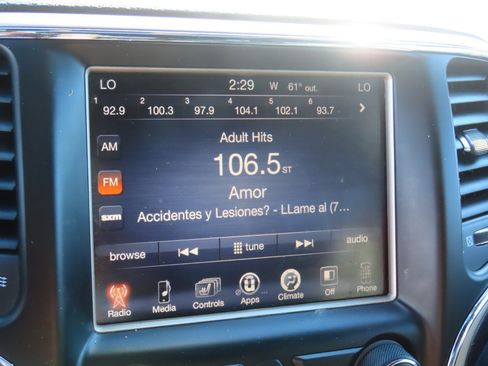 LO 2:29 W 61° out. LO
1 92.9 2 100.3 3 97.9 4 104.1 5 102.1 6 93.7
Adult Hits
AM
106.5 ST
FM
Amor
sxm
Accidentes y Lesiones? - LLame al (7...
browse tune audio
Radio Media Controls Apps Climate Off Phone